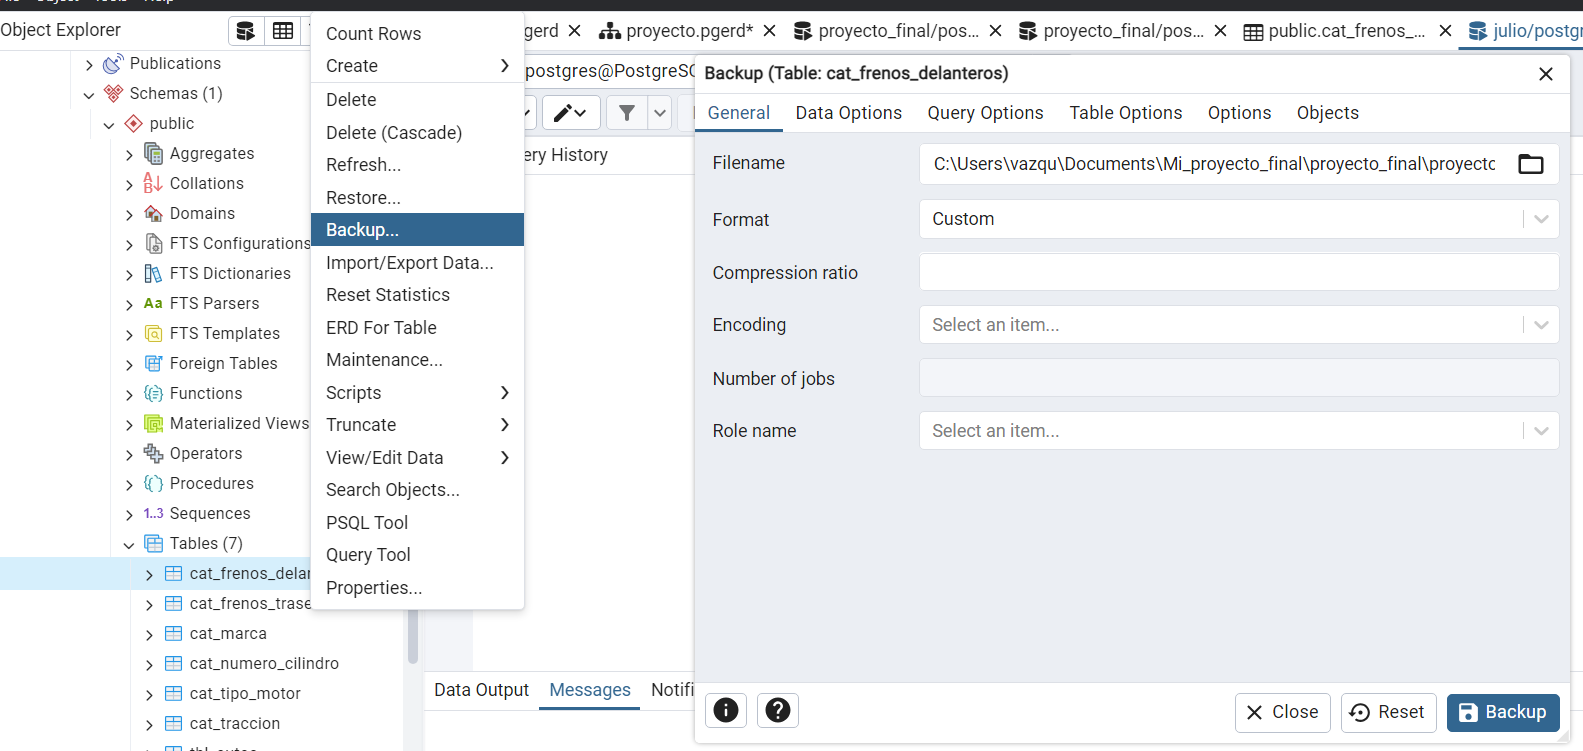 Object Explorer
gerd
proyecto.pgerd*
proyecto_final/pos...
proyecto_final/pos...
public.cat_frenos_...
julio/postgr
Publications
Schemas (1)
public
Aggregates
Collations
Domains
FTS Configurations
FTS Dictionaries
Aa FTS Parsers
FTS Templates
Foreign Tables
Functions
Materialized Views
Operators
Procedures
1..3 Sequences
Tables (7)
cat_frenos_delar
cat_frenos_trase
cat_marca
cat_numero_cilindro
cat_tipo_motor
cat_traccion
Count Rows
Create
Delete
Delete (Cascade)
Refresh...
Restore...
Backup...
Import/Export Data...
Reset Statistics
ERD For Table
Maintenance...
Scripts
Truncate
View/Edit Data
Search Objects...
PSQL Tool
Query Tool
Properties...
postgres@PostgreSQ
ery History
Data Output
Messages
Notifi
Backup (Table: cat_frenos_delanteros)
General
Data Options
Query Options
Table Options
Options
Objects
Filename
C:\Users\vazqu\Documents\Mi_proyecto_final\proyecto_final\proyecto
Format
Custom
Compression ratio
Encoding
Select an item...
Number of jobs
Role name
Select an item...
Close
Reset
Backup